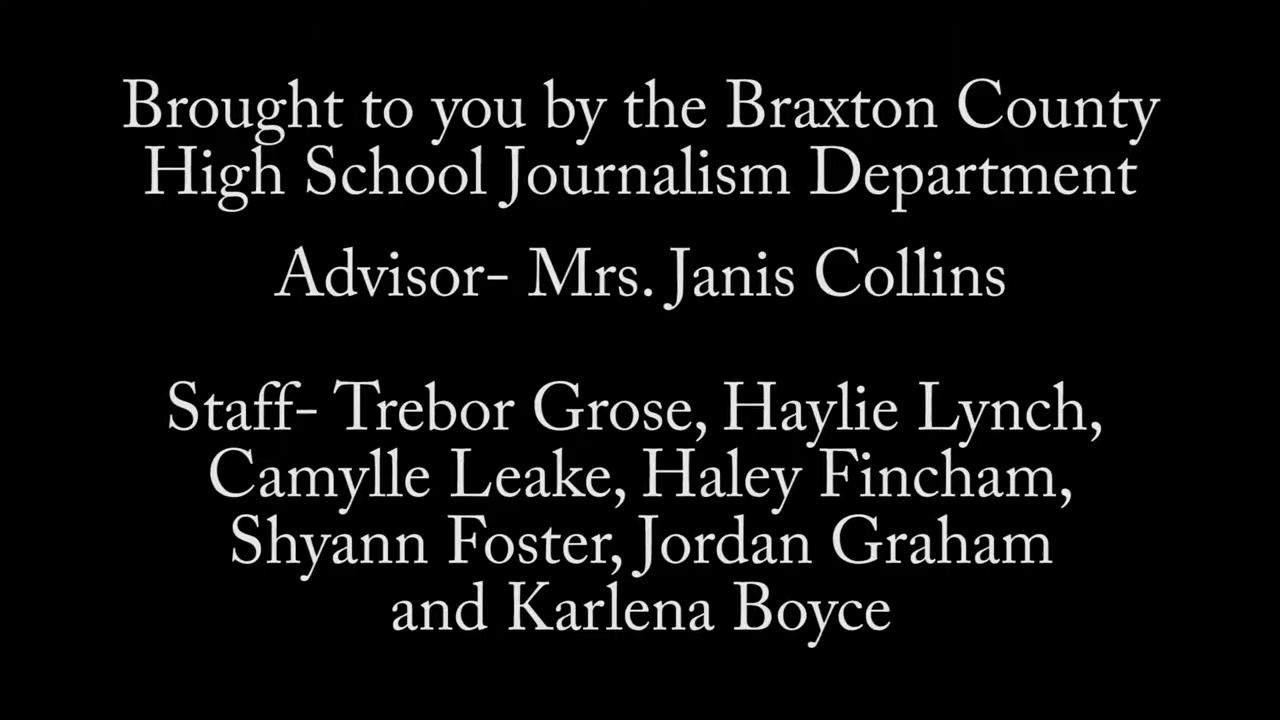 Brought to you by the Braxton County
High School Journalism Department
Advisor- Mrs. Janis Collins
Staff- Trebor Grose, Haylie Lynch,
Camylle Leake, Haley Fincham,
Shyann Foster, Jordan Graham
and Karlena Boyce